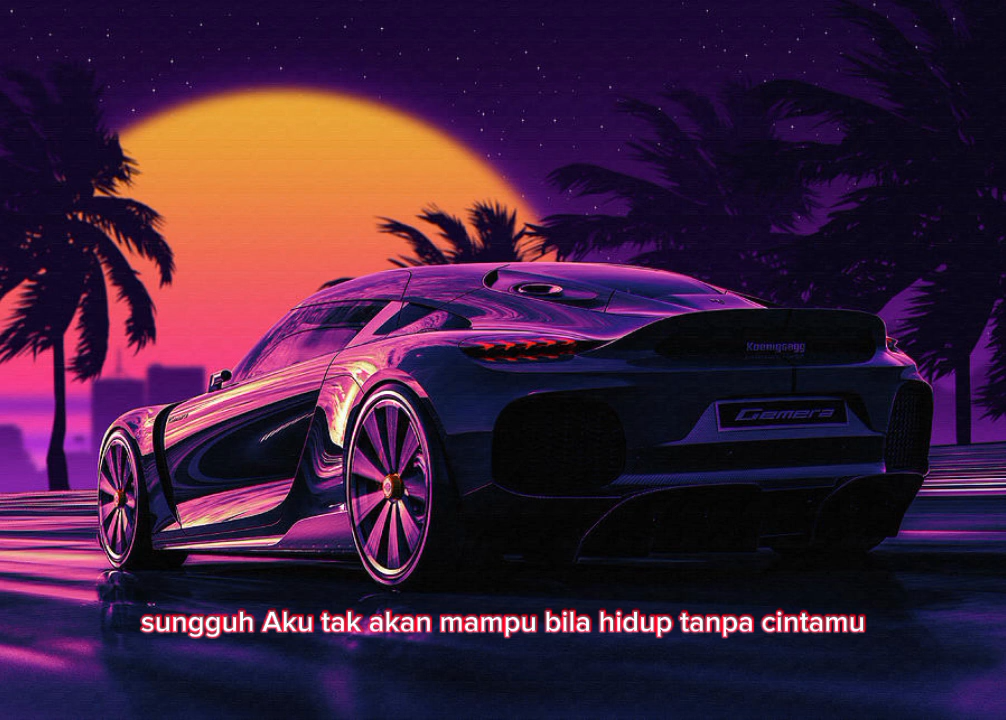 Koenigsegg
Gemera
sungguh Aku tak akan mampu bila hidup tanpa cintamu